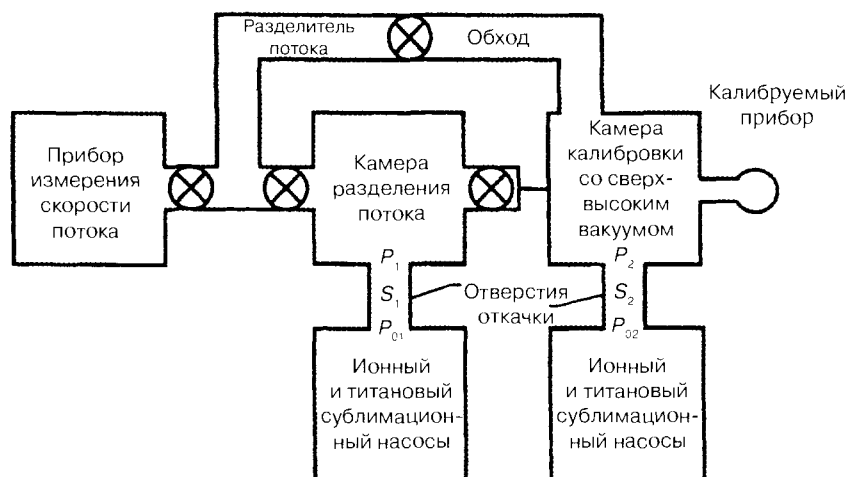 Разделитель
потока
Обход
Калибруемый
прибор
Прибор
измерения
скорости
потока
Камера
разделения
потока
Камера
калибровки
со сверх-
высоким
вакуумом
P₁
S₁
P₀₁
Отверстия
откачки
P₂
S₂
P₀₂
Ионный
и титановый
сублимацион-
ный насосы
Ионный
и титановый
сублимацион-
ный насосы